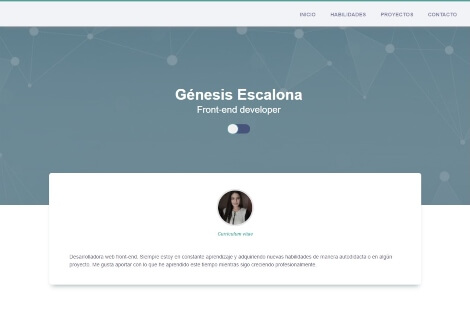 INICIO HABILIDADES PROYECTOS CONTACTO
Génesis Escalona
Front-end developer
Curriculum vitae
Desarrolladora web front-end. Siempre estoy en constante aprendizaje y adquiriendo nuevas habilidades de manera autodidacta o en algún
proyecto. Me gusta aportar con lo que he aprendido este tiempo mientras sigo creciendo profesionalmente.